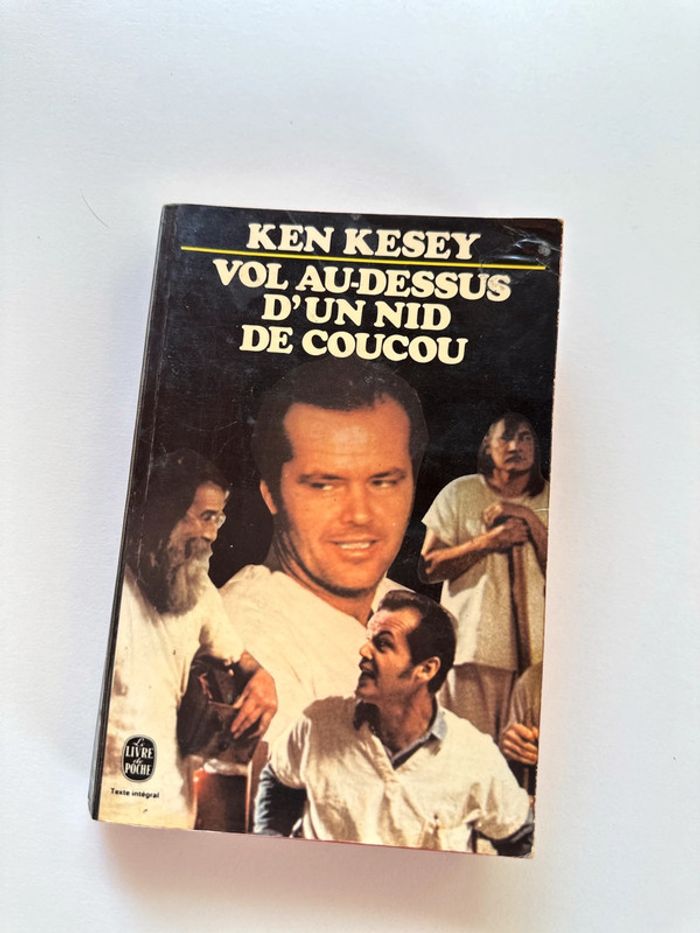 KEN KESEY
VOL AU-DESSUS
D'UN NID
DE COUCOU
Le
LIVRE
de
POCHE
Texte intégral